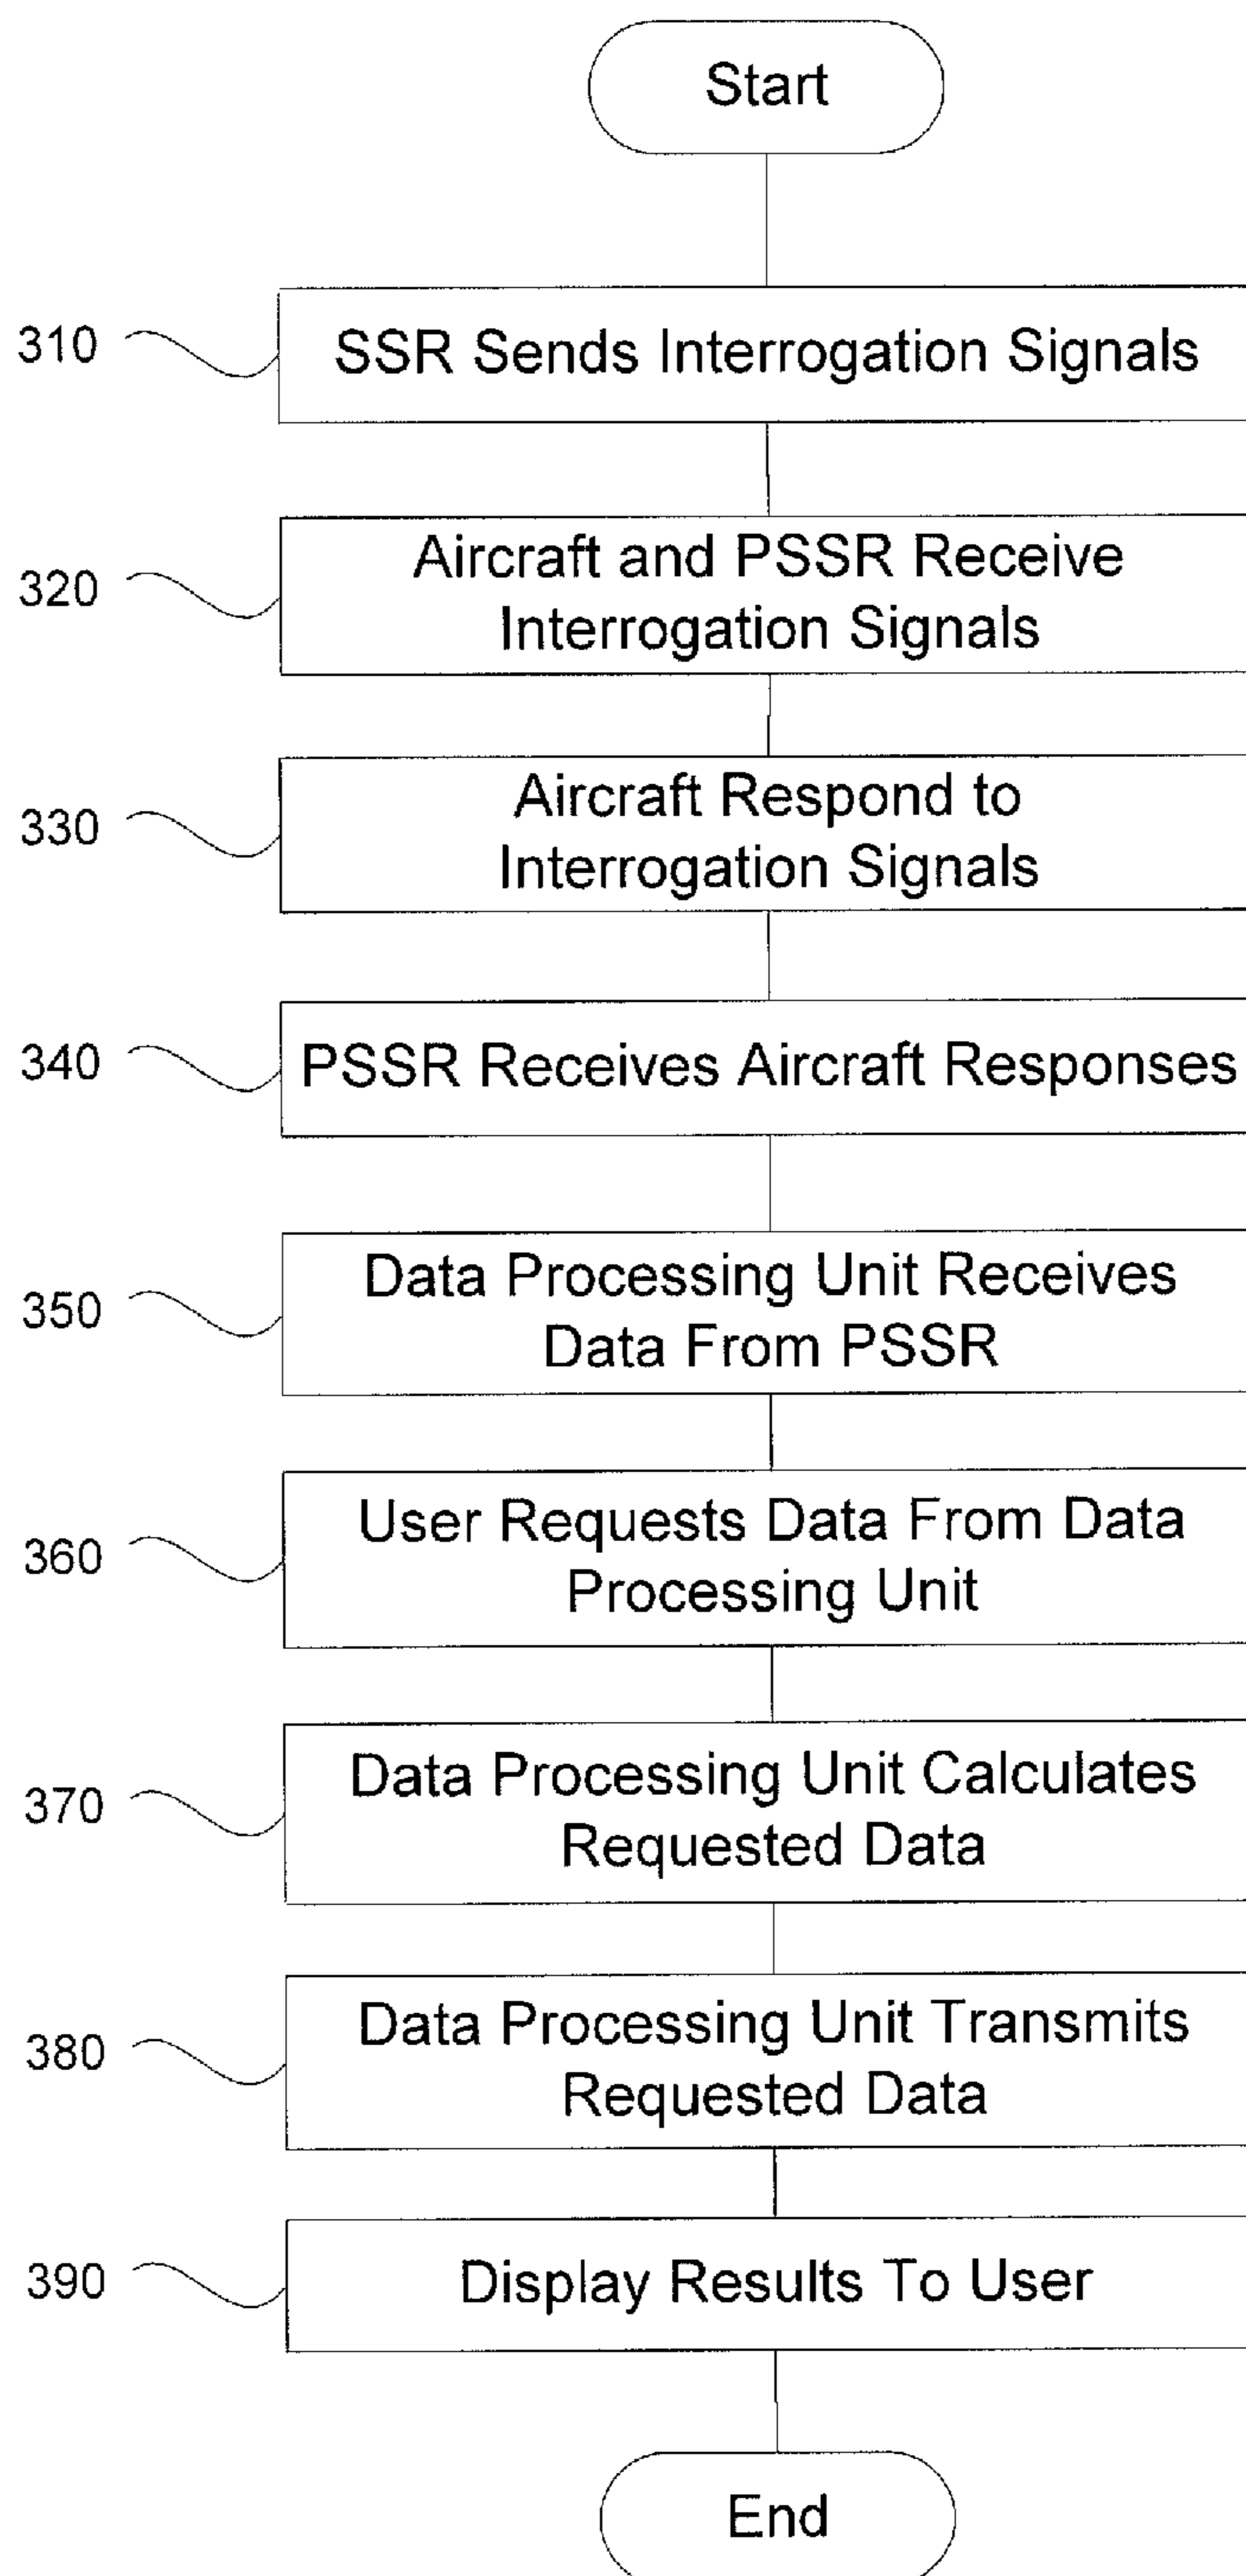 Start
310
SSR Sends Interrogation Signals
320
Aircraft and PSSR Receive
Interrogation Signals
330
Aircraft Respond to
Interrogation Signals
340
PSSR Receives Aircraft Responses
350
Data Processing Unit Receives
Data From PSSR
360
User Requests Data From Data
Processing Unit
370
Data Processing Unit Calculates
Requested Data
380
Data Processing Unit Transmits
Requested Data
390
Display Results To User
End